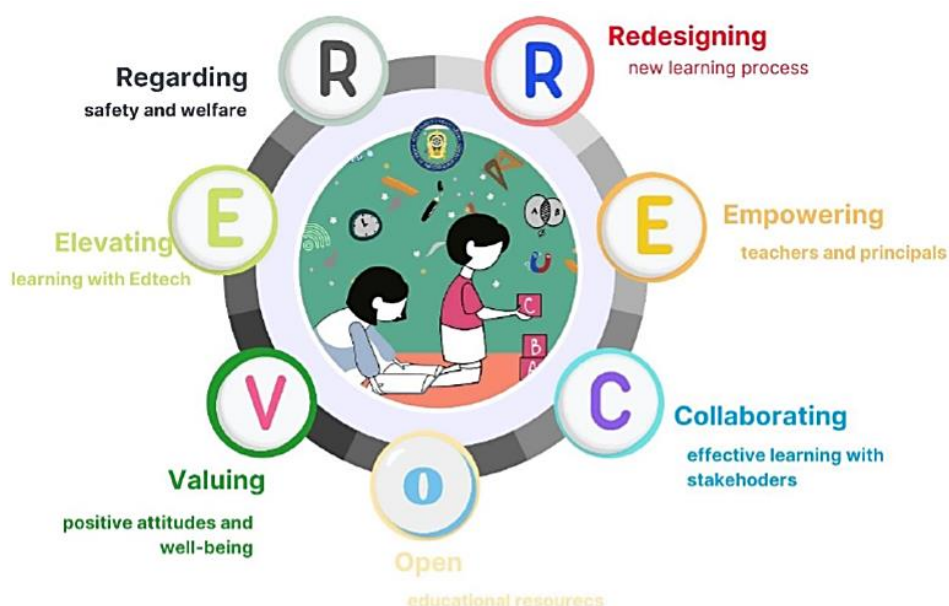 R
Redesigning
new learning process
E
Empowering
teachers and principals
C
Collaborating
effective learning with
stakehoders
O
Open
educational resourecs
V
Valuing
positive attitudes and
well-being
E
Elevating
learning with Edtech
R
Regarding
safety and welfare
A
B
C
B
A